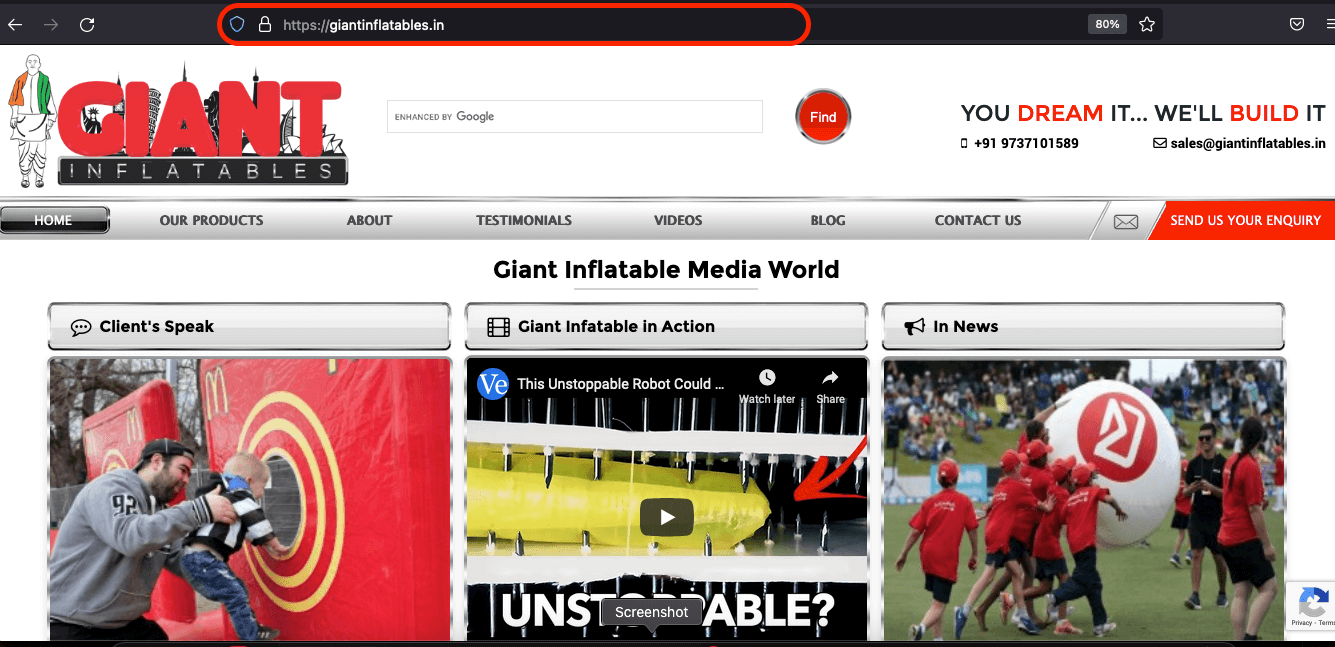 https://giantinflatables.in
80%
GIANT
INFLATABLES
ENHANCED BY Google
Find
YOU DREAM IT... WE'LL BUILD IT
+91 9737101589
sales@giantinflatables.in
HOME
OUR PRODUCTS
ABOUT
TESTIMONIALS
VIDEOS
BLOG
CONTACT US
SEND US YOUR ENQUIRY
Giant Inflatable Media World
Client's Speak
Giant Infatable in Action
In News
92
Ve
This Unstoppable Robot Could ...
Watch later
Share
Screenshot
Privacy - Terms